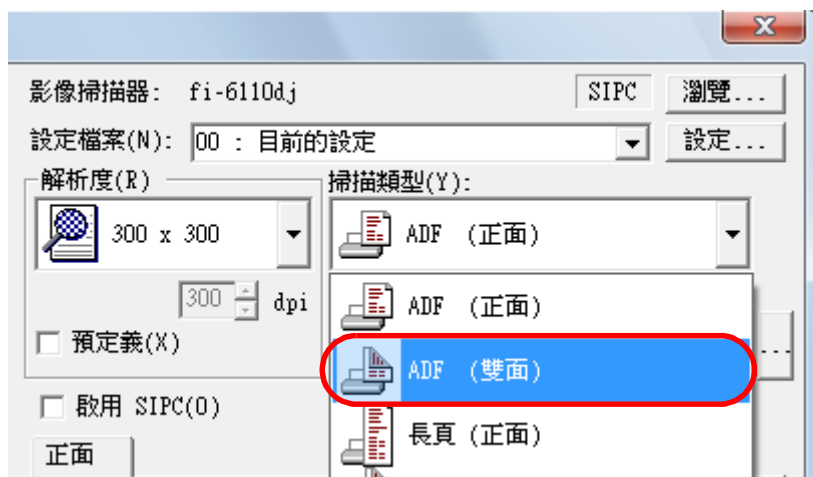 影像掃描器: fi-6110dj SIPC 瀏覽...
設定檔案(N): 00 : 目前的設定 設定...
解析度(R) 掃描類型(Y):
300 x 300 ADF (正面)
300 dpi ADF (正面)
預定義(X) ADF (雙面) ...
啟用 SIPC(O) 長頁 (正面)
正面